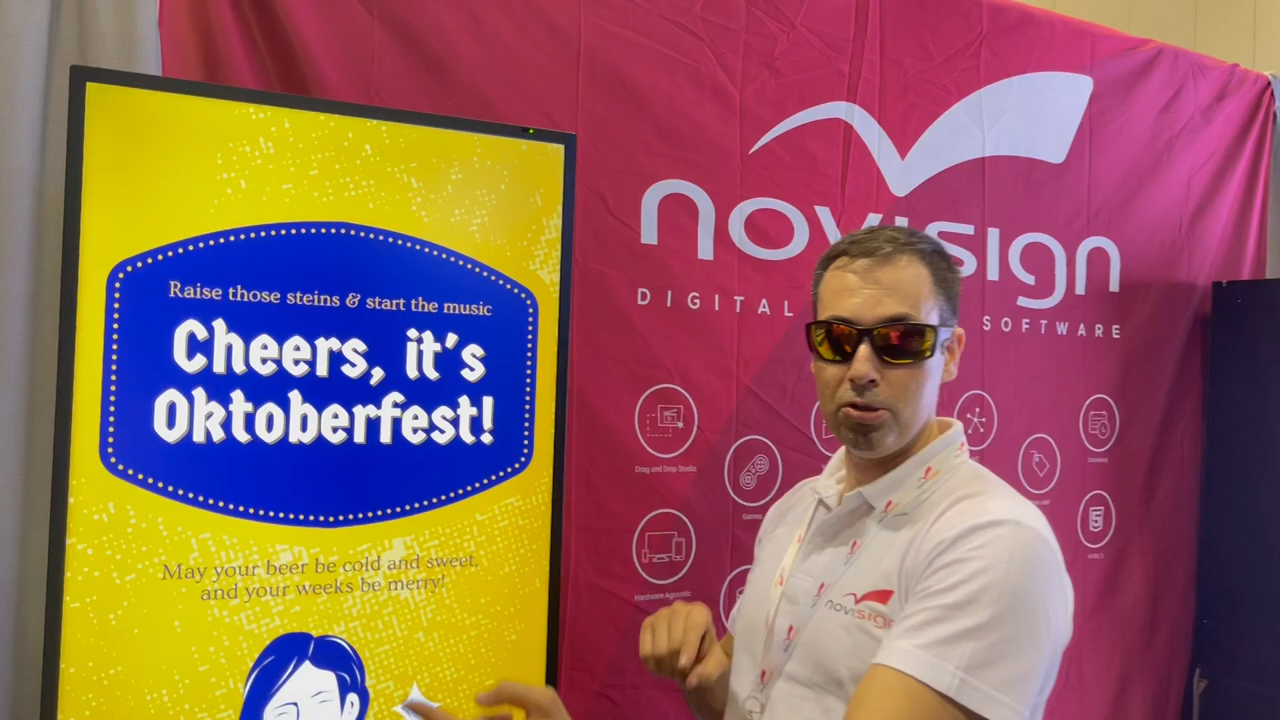 Raise those steins & start the music
Cheers, it's
Oktoberfest!
May your beer be cold and sweet,
and your weeks be merry!
novisign
DIGITAL
SOFTWARE
Drag and Drop Studio
Games
Hardware Agnostic
HTML5
novisign